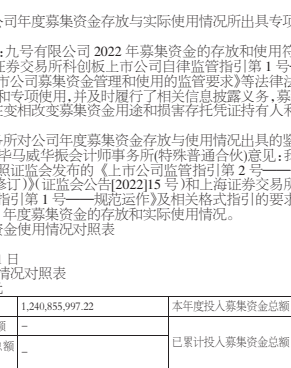 公司年度募集资金存放与实际使用情况所出具专项
:九号有限公司 2022 年募集资金的存放和使用符
证券交易所科创板上市公司自律监管指引第 1 号
市公司募集资金管理和使用的监管要求》等法律法
和专项使用,并及时履行了相关信息披露义务,募
在变相改变募集资金用途和损害存托凭证持有人和
务所对公司年度募集资金存放与使用情况出具的鉴
毕马威华振会计师事务所(特殊普通合伙)意见:我
照证监会发布的《上市公司监管指引第 2 号——
修订)》(证监会公告[2022]15 号)和上海证券交易所
指引第 1 号——规范运作》及相关格式指引的要求
年度募集资金的存放和实际使用情况。
资金使用情况对照表
日
情况对照表
元
1,240,855,997.22 本年度投入募集资金总额
额 –
总额 – 已累计投入募集资金总额